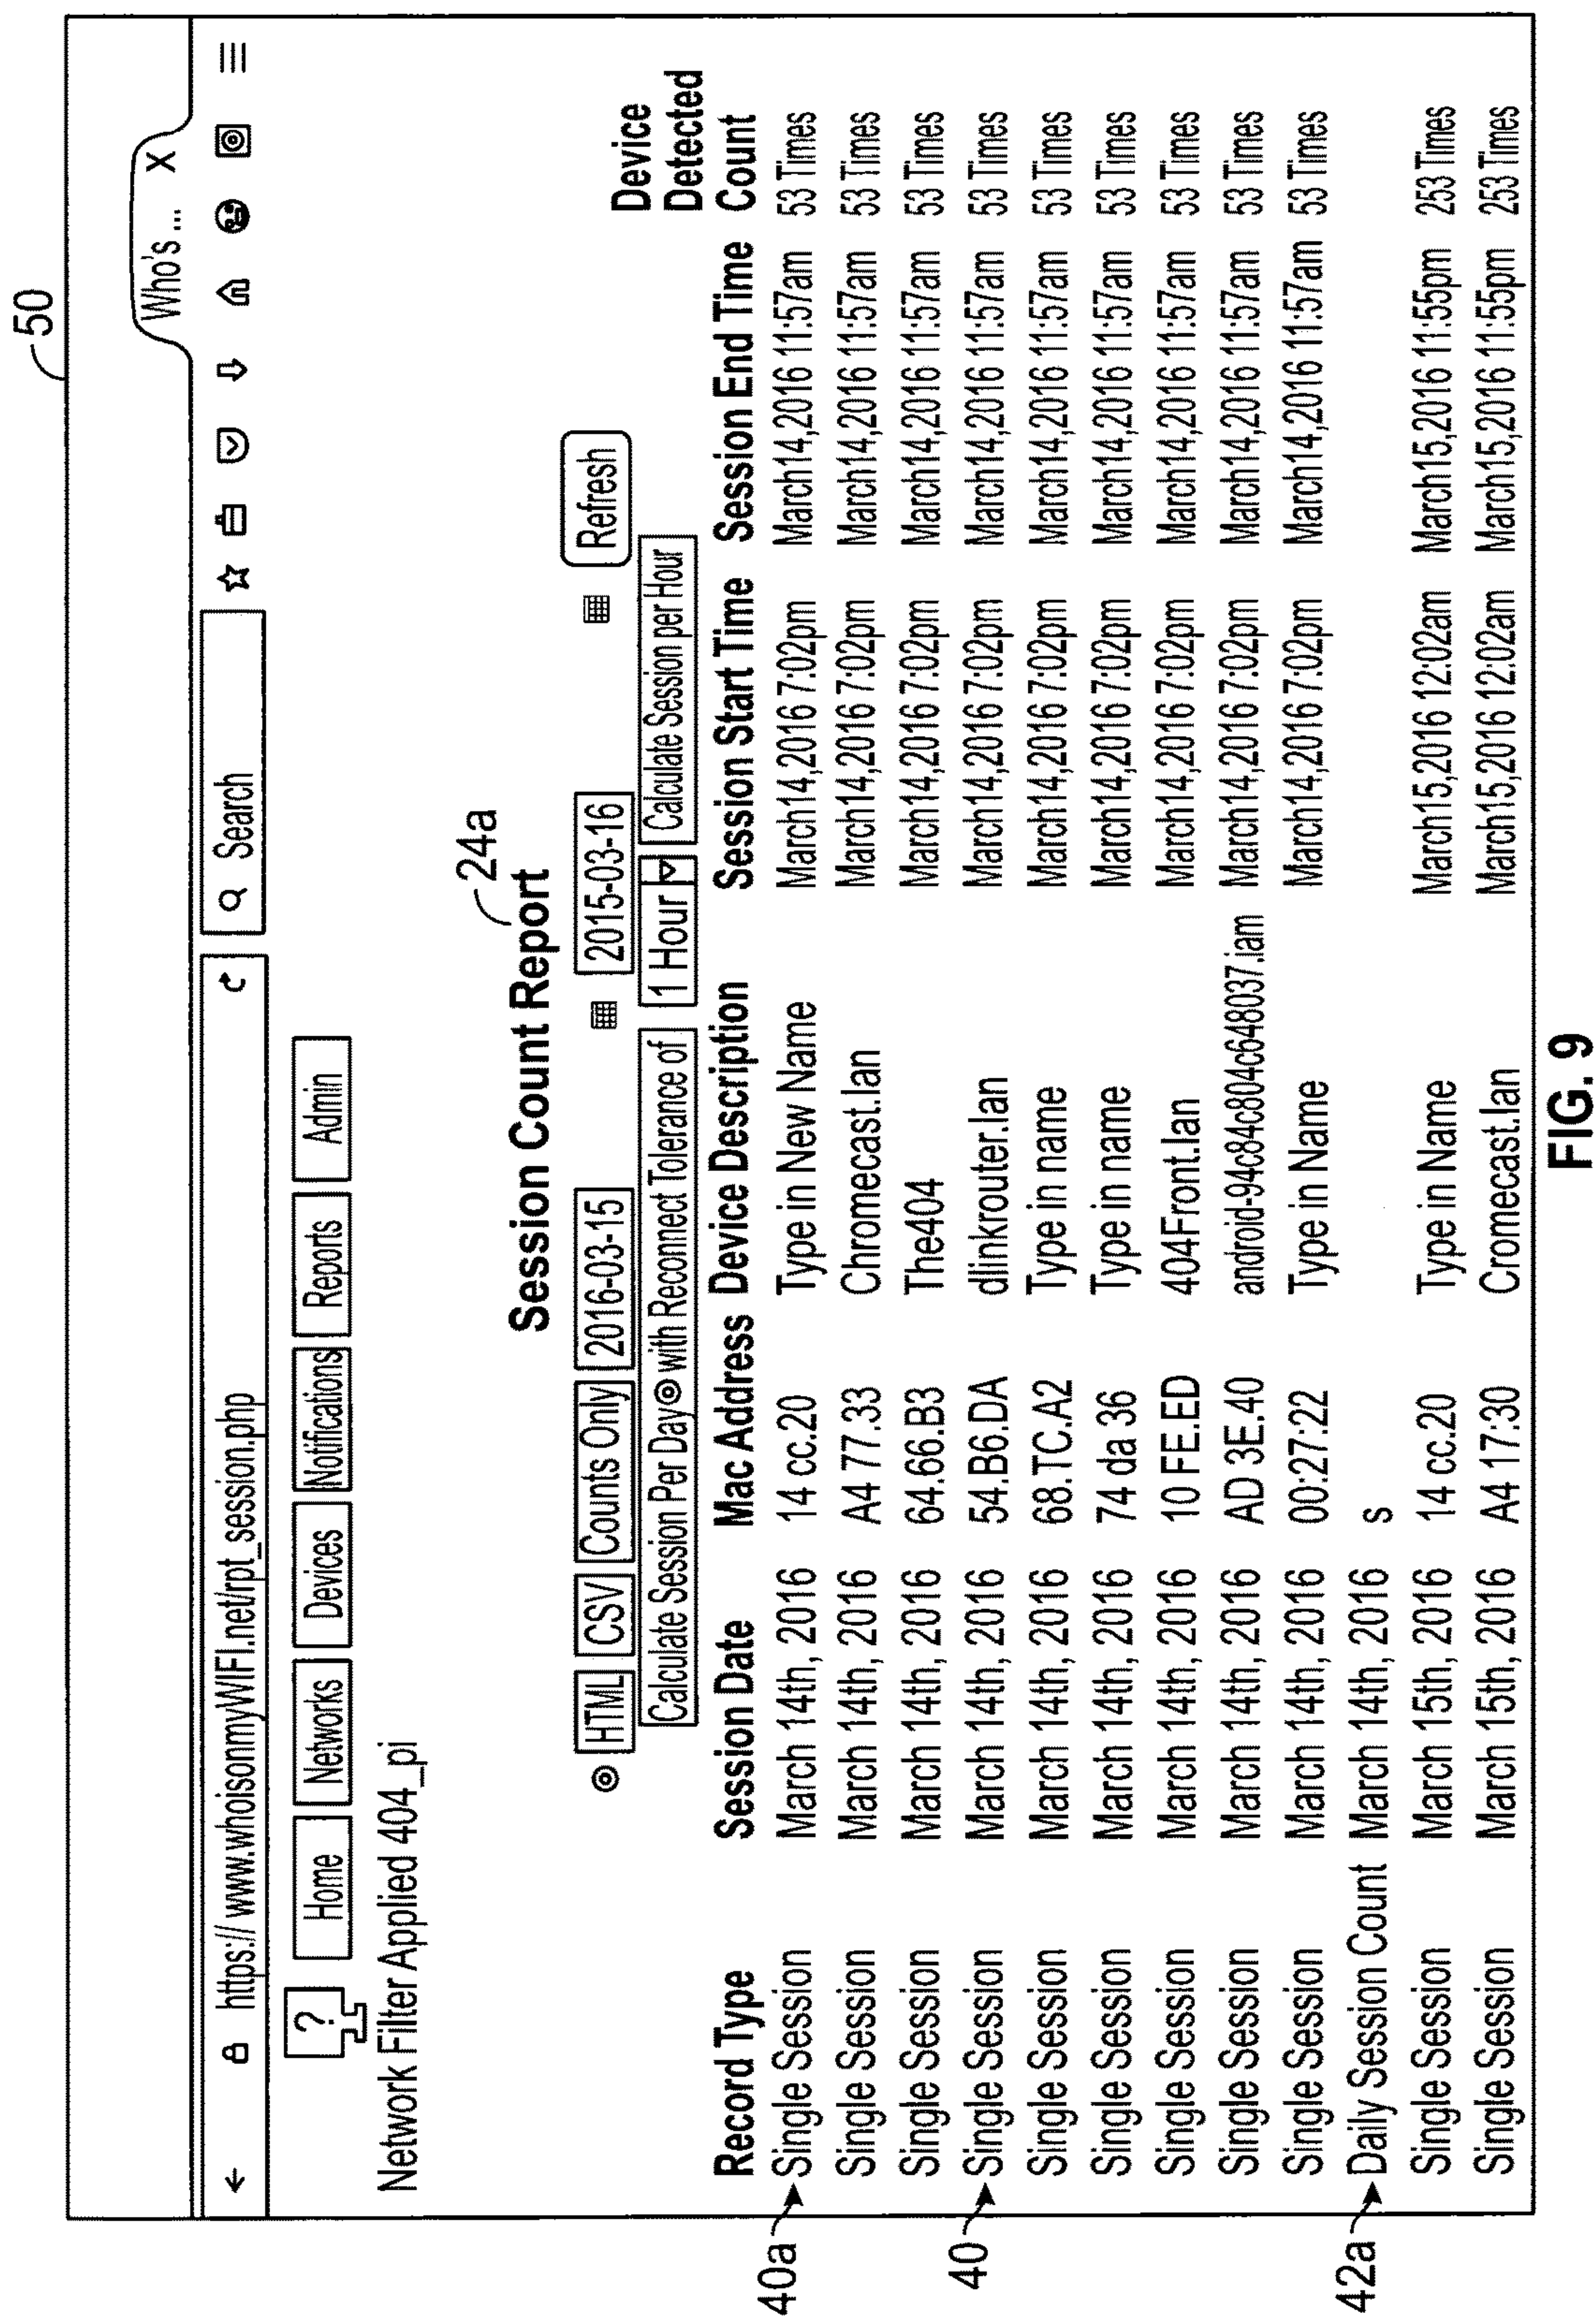 50
Who's ... X
https:// www.whoisonmyWIFI.net/rpt_session.php Search
? Home Networks Devices Notifications Reports Admin
Network Filter Applied 404_pi
Session Count Report
24a
HTML CSV Counts Only 2016-03-15 2015-03-16 Refresh
Calculate Session Per Day with Reconnect Tolerance of 1 Hour Calculate Session per Hour
Device
Detected
Record Type Session Date Mac Address Device Description Session Start Time Session End Time Count
40a Single Session March 14th, 2016 14 cc.20 Type in New Name March14,2016 7:02pm March14,2016 11:57am 53 Times
Single Session March 14th, 2016 A4 77.33 Chromecast.lan March14,2016 7:02pm March14,2016 11:57am 53 Times
Single Session March 14th, 2016 64.66.B3 The404 March14,2016 7:02pm March14,2016 11:57am 53 Times
40 Single Session March 14th, 2016 54.B6.DA dlinkrouter.lan March14,2016 7:02pm March14,2016 11:57am 53 Times
Single Session March 14th, 2016 68.TC.A2 Type in name March14,2016 7:02pm March14,2016 11:57am 53 Times
Single Session March 14th, 2016 74 da 36 Type in name March14,2016 7:02pm March14,2016 11:57am 53 Times
Single Session March 14th, 2016 10 FE.ED 404Front.lan March14,2016 7:02pm March14,2016 11:57am 53 Times
Single Session March 14th, 2016 AD 3E.40 android-94c84c804c648037.iam March14,2016 7:02pm March14,2016 11:57am 53 Times
Single Session March 14th, 2016 00:27:22 Type in Name March14,2016 7:02pm March14,2016 11:57am 53 Times
42a Daily Session Count March 14th, 2016 s
Single Session March 15th, 2016 14 cc.20 Type in Name March15,2016 12:02am March15,2016 11:55pm 253 Times
Single Session March 15th, 2016 A4 17:30 Cromecast.lan March15,2016 12:02am March15,2016 11:55pm 253 Times
FIG. 9